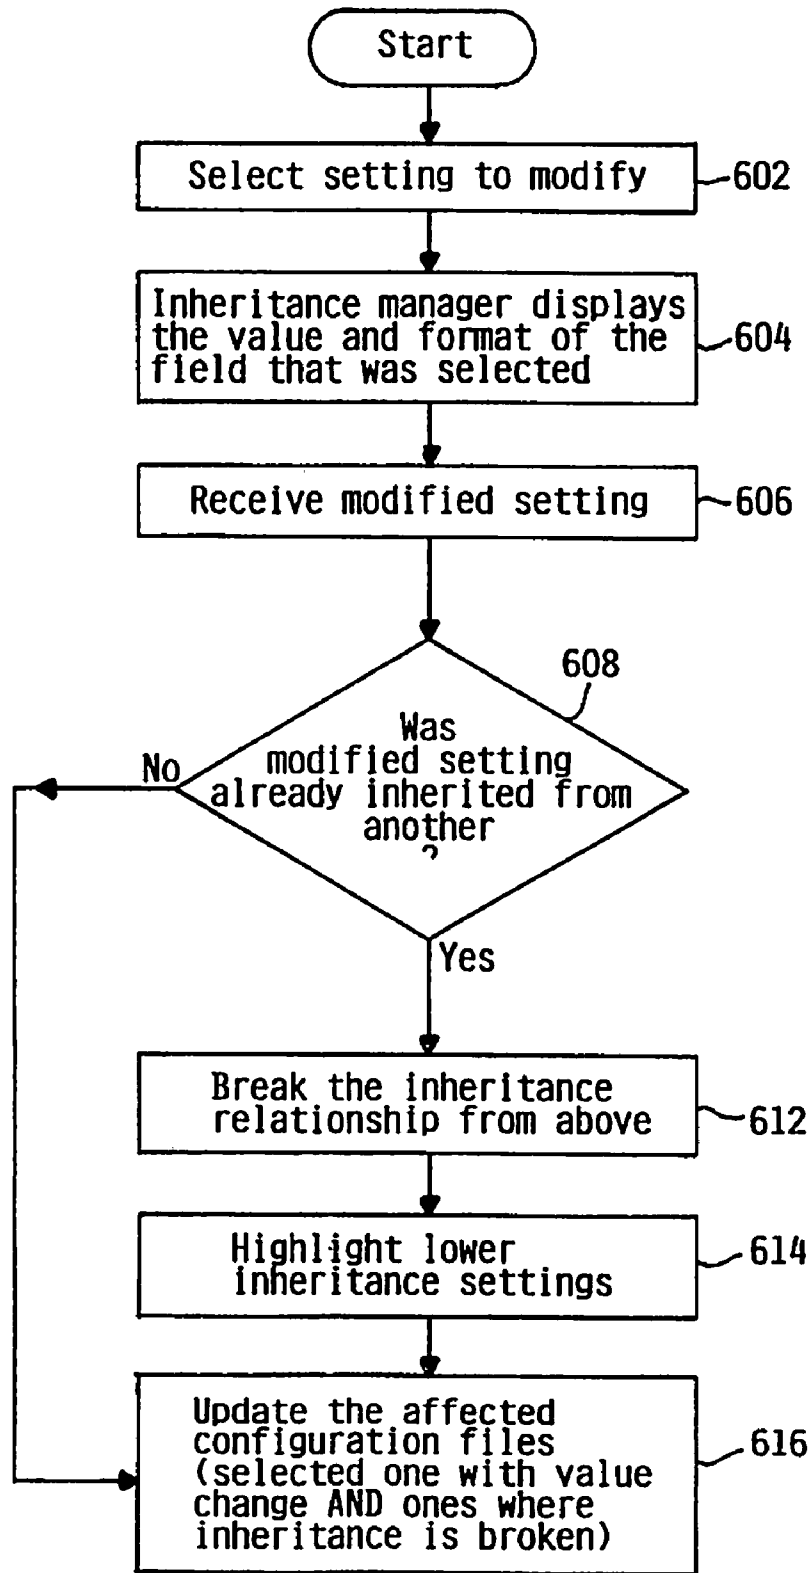 Start
Select setting to modify
602
Inheritance manager displays
the value and format of the
field that was selected
604
Receive modified setting
606
608
Was
modified setting
already inherited from
another
?
No
Yes
Break the inheritance
relationship from above
612
Highlight lower
inheritance settings
614
Update the affected
configuration files
(selected one with value
change AND ones where
inheritance is broken)
616